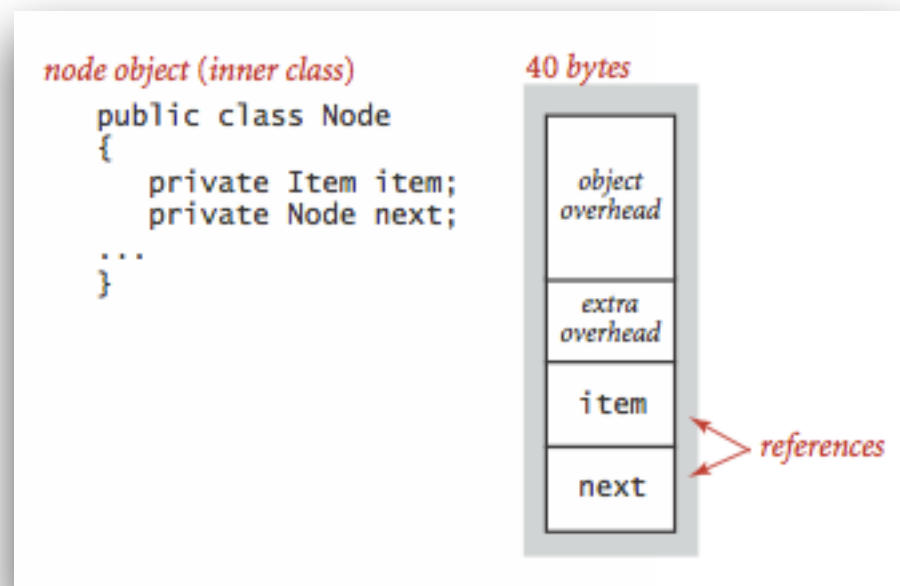 node object (inner class)
public class Node
{
private Item item;
private Node next;
...
}
40 bytes
object
overhead
extra
overhead
item
next
references